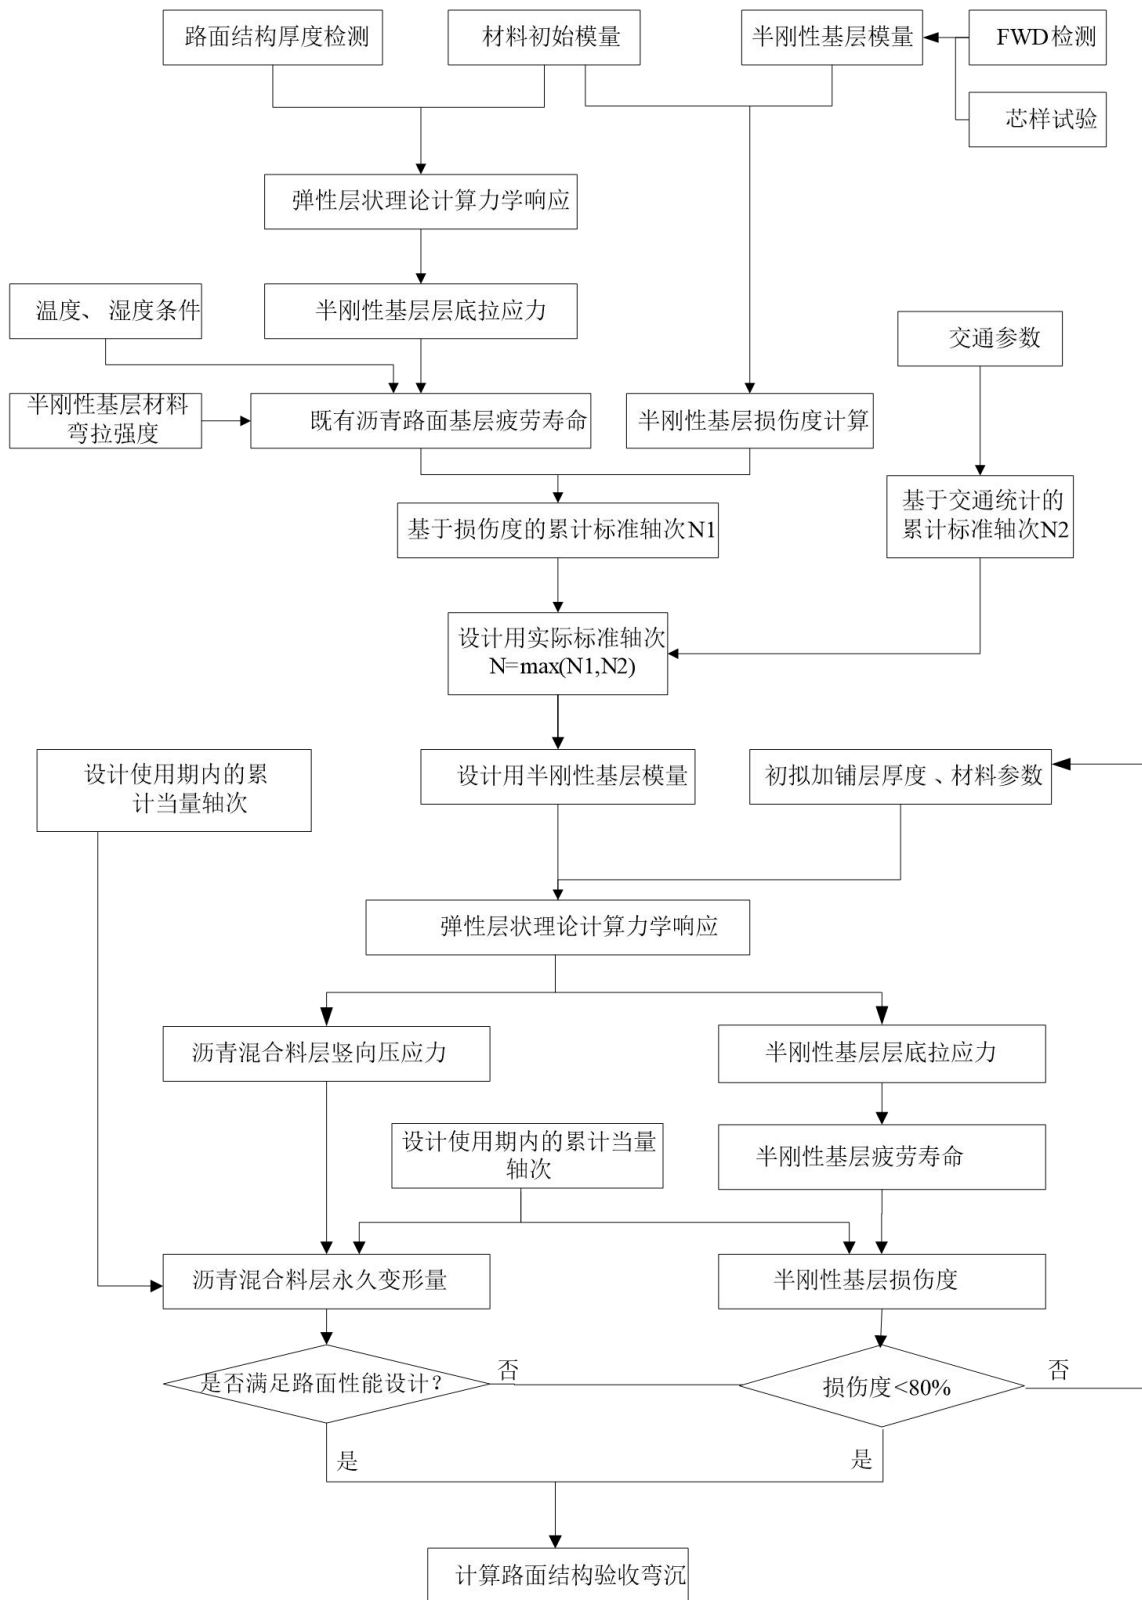 路面结构厚度检测
材料初始模量
半刚性基层模量
FWD检测
芯样试验
弹性层状理论计算力学响应
温度、湿度条件
半刚性基层层底拉应力
交通参数
半刚性基层材料
弯拉强度
既有沥青路面基层疲劳寿命
半刚性基层损伤度计算
基于损伤度的累计标准轴次N1
基于交通统计的
累计标准轴次N2
设计用实际标准轴次
N=max(N1,N2)
设计使用期内的累
计当量轴次
设计用半刚性基层模量
初拟加铺层厚度、材料参数
弹性层状理论计算力学响应
沥青混合料层竖向压应力
半刚性基层层底拉应力
设计使用期内的累计当量
轴次
半刚性基层疲劳寿命
沥青混合料层永久变形量
半刚性基层损伤度
是否满足路面性能设计?
否
损伤度<80%
否
是
是
计算路面结构验收弯沉